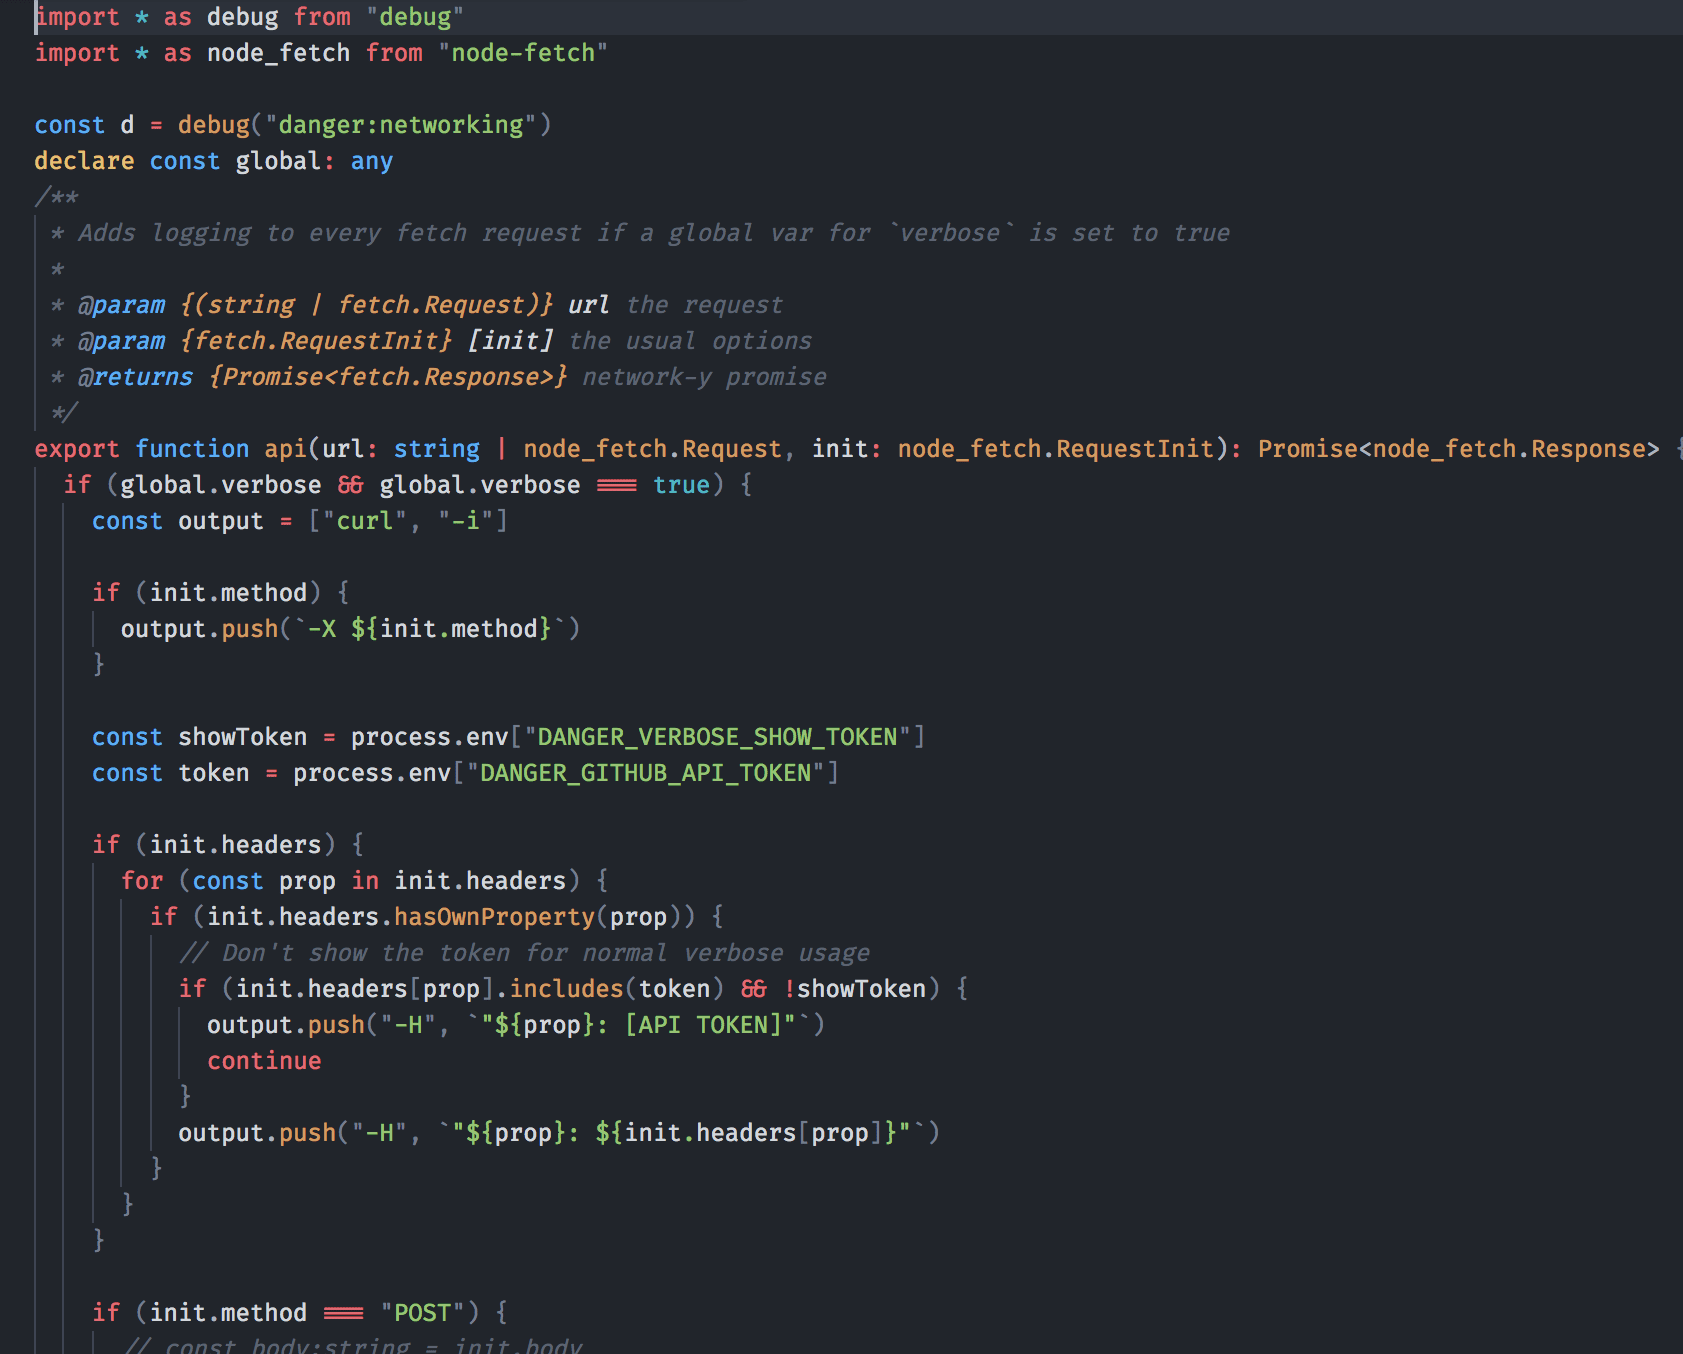 import * as debug from "debug"
import * as node_fetch from "node-fetch"

const d = debug("danger:networking")
declare const global: any
/**
 * Adds logging to every fetch request if a global var for `verbose` is set to true
 *
 * @param {(string | fetch.Request)} url the request
 * @param {fetch.RequestInit} [init] the usual options
 * @returns {Promise<fetch.Response>} network-y promise
 */
export function api(url: string | node_fetch.Request, init: node_fetch.RequestInit): Promise<node_fetch.Response> {
  if (global.verbose && global.verbose === true) {
    const output = ["curl", "-i"]

    if (init.method) {
      output.push(`-X ${init.method}`)
    }

    const showToken = process.env["DANGER_VERBOSE_SHOW_TOKEN"]
    const token = process.env["DANGER_GITHUB_API_TOKEN"]

    if (init.headers) {
      for (const prop in init.headers) {
        if (init.headers.hasOwnProperty(prop)) {
          // Don't show the token for normal verbose usage
          if (init.headers[prop].includes(token) && !showToken) {
            output.push("-H", `"${prop}: [API TOKEN]"`)
            continue
          }
          output.push("-H", `"${prop}: ${init.headers[prop]}"`)
        }
      }
    }

    if (init.method === "POST") {
      // const body:string = init.body